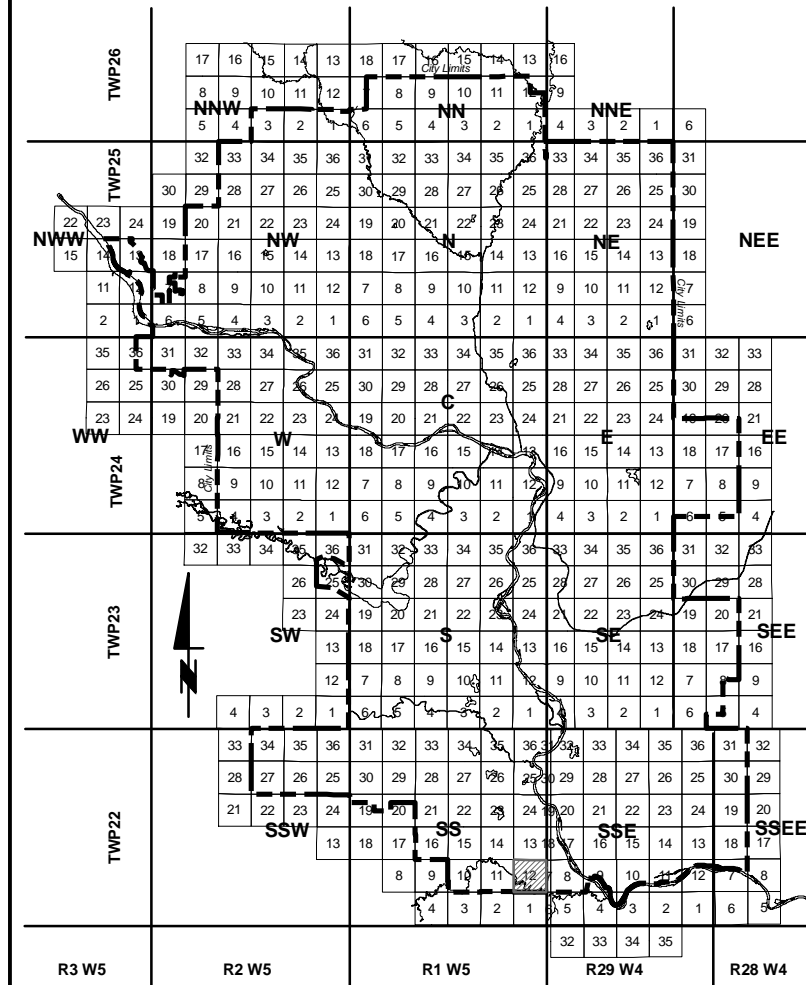 17 16 15 14 13 18 17 16 15 14 13 16
City Limits
TWP26
8 9 10 11 12 8 9 10 11 12 9
NNW NN NNE
5 4 3 2 1 6 5 4 3 2 1 4 3 2 1 6
32 33 34 35 36 31 32 33 34 35 36 33 34 35 36 31
TWP25
30 29 28 27 26 25 30 29 28 27 26 25 28 27 26 25 30
22 23 24 19 20 21 22 23 24 19 20 21 22 23 24 21 22 23 24 19
NWW NW N NE NEE
15 14 13 18 17 16 15 14 13 18 17 16 15 14 13 16 15 14 13 18
11 12 8 9 10 11 12 7 8 9 10 11 12 9 10 11 12 7
City Limits
2 6 5 4 3 2 1 6 5 4 3 2 1 4 3 2 1 6
35 36 31 32 33 34 35 36 31 32 33 34 35 36 33 34 35 36 31 32 33
26 25 30 29 28 27 26 25 30 29 28 27 26 25 28 27 26 25 30 29 28
C
23 24 19 20 21 22 23 24 19 20 21 22 23 24 21 22 23 24 19 20 21
WW W E EE
17 16 15 14 13 18 17 16 15 14 13 16 15 14 13 18 17 16
City Limits
TWP24
8 9 10 11 12 7 8 9 10 11 12 9 10 11 12 7 8 9
5 4 3 2 1 6 5 4 3 2 1 4 3 2 1 6 5 4
32 33 34 35 36 31 32 33 34 35 36 33 34 35 36 31 32 33
26 25 30 29 28 27 26 25 28 27 26 25 30 29 28
TWP23
23 24 19 20 21 22 23 24 21 22 23 24 19 20 21
SW S SE SEE
13 18 17 16 15 14 13 16 15 14 13 18 17 16
12 7 8 9 10 11 12 9 10 11 12 7 8 9
N
4 3 2 1 6 5 4 3 2 1 3 2 1 6 4
33 34 35 36 31 32 33 34 35 36 31 32 33 34 35 36 31 32
28 27 26 25 30 29 28 27 26 25 30 29 28 27 26 25 30 29
21 22 23 24 19 20 21 22 23 24 19 20 21 22 23 24 19 20
SSW SS SSE SSEE
TWP22
13 18 17 16 15 14 13 18 17 16 15 14 13 18 17
8 9 10 11 12 7 8 9 10 11 12 7 8
4 3 2 1 6 5 4 3 2 1 6 5
32 33 34 35
R3 W5 R2 W5 R1 W5 R29 W4 R28 W4